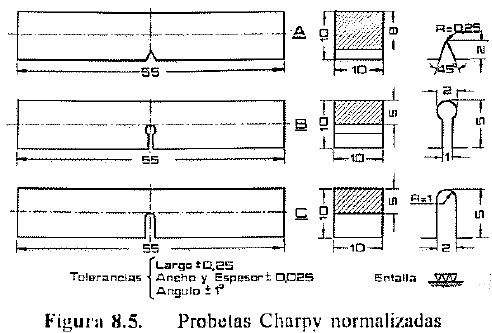 A
55
10
10
8
R=0,25
2
45°
B
55
10
10
5
2
5
1
C
55
10
10
5
R=1
5
2
Tolerancias
Largo ±0,25
Ancho y Espesor ± 0,025
Angulo ± 1°
Entalla
Figura 8.5. Probetas Charpy normalizadas